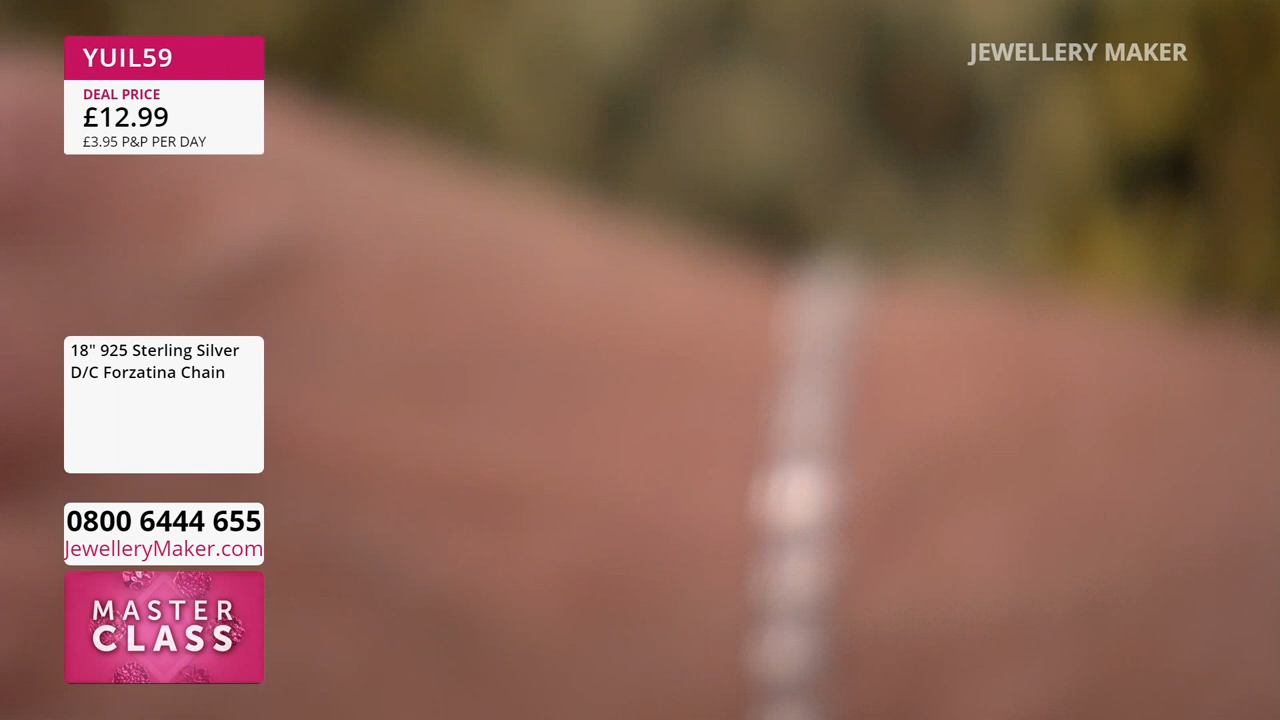 YUIL59
DEAL PRICE
£12.99
£3.95 P&P PER DAY
JEWELLERY MAKER
18" 925 Sterling Silver
D/C Forzatina Chain
0800 6444 655
JewelleryMaker.com
MASTER
CLASS